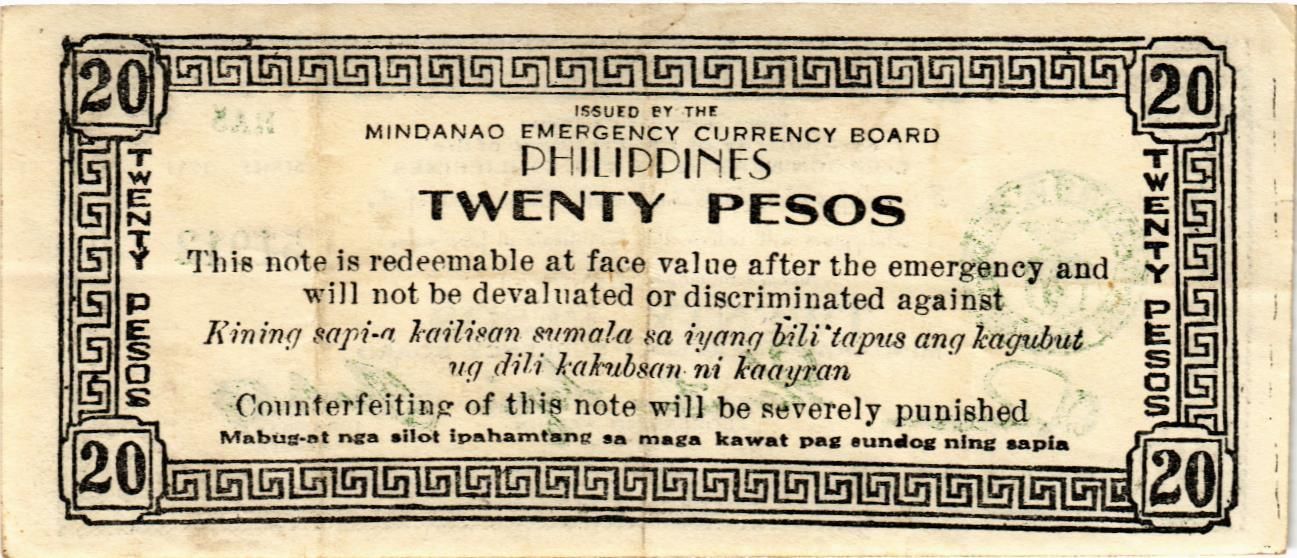 20
20
ISSUED BY THE
MINDANAO EMERGENCY CURRENCY BOARD
PHILIPPINES
TWENTY PESOS
TWENTY PESOS
TWENTY PESOS
This note is redeemable at face value after the emergency and
will not be devaluated or discriminated against
Kining sapi-a kailisan sumala sa iyang bili tapus ang kagubut
ug dili kakubsan ni kaayran
Counterfeiting of this note will be severely punished
Mabug-at nga silot ipahamtang sa maga kawat pag sundog ning sapia
20
20